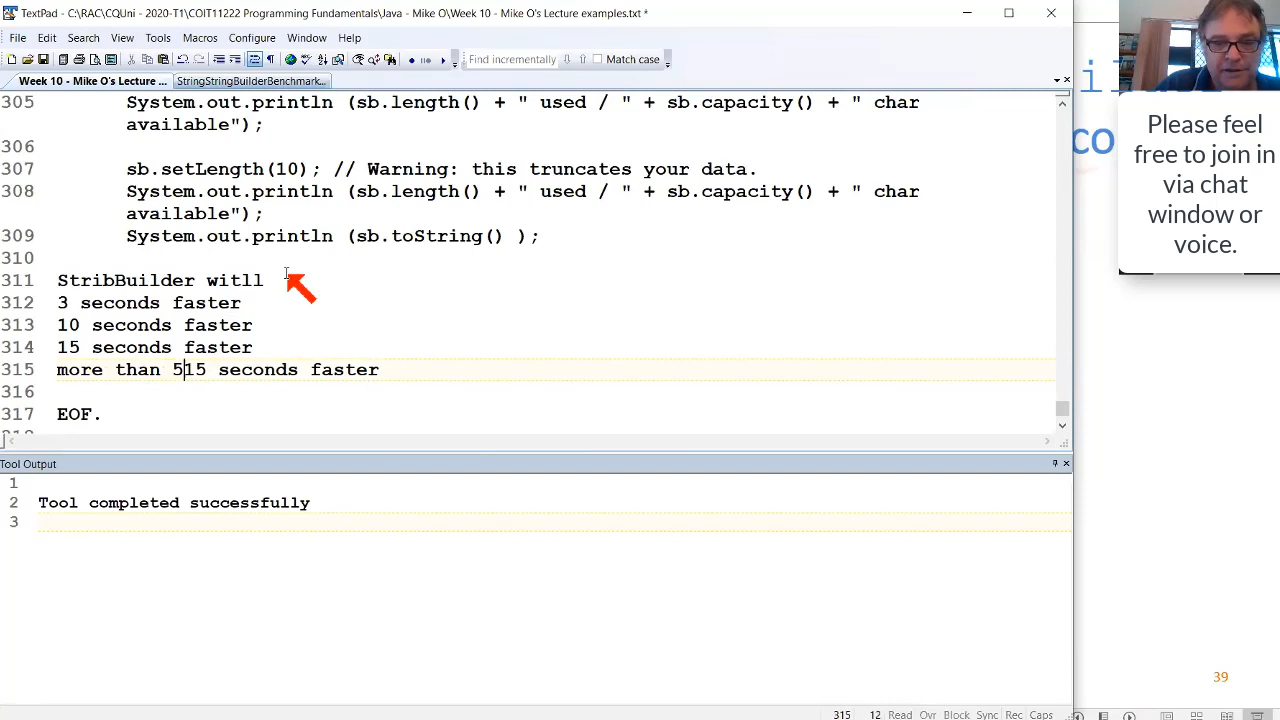 TextPad - C:\RAC\CQUni - 2020-T1\COIT11222 Programming Fundamentals\Java - Mike O\Week 10 - Mike O's Lecture examples.txt *
File Edit Search View Tools Macros Configure Window Help
Find incrementally Match case
Week 10 - Mike O's Lecture ... StringStringBuilderBenchmark...
305 System.out.println (sb.length() + " used / " + sb.capacity() + " char
available");
306
307 sb.setLength(10); // Warning: this truncates your data.
308 System.out.println (sb.length() + " used / " + sb.capacity() + " char
available");
309 System.out.println (sb.toString() );
310
311 StribBuilder witll
312 3 seconds faster
313 10 seconds faster
314 15 seconds faster
315 more than 515 seconds faster
316
317 EOF.
Tool Output
1
2 Tool completed successfully
3
315 12 Read Ovr Block Sync Rec Caps
co
Please feel
free to join in
via chat
window or
voice.
39